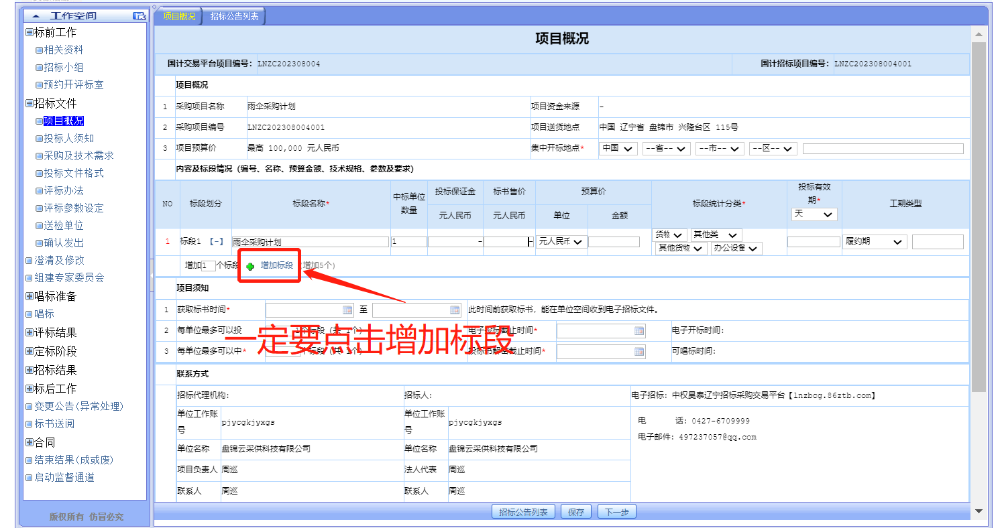 工作空间
标前工作
相关资料
招标小组
预约开评标室
招标文件
项目概况
投标人须知
采购及技术需求
投标文件格式
评标办法
评标参数设定
送检单位
确认发出
澄清及修改
组建专家委员会
唱标准备
唱标
评标结果
定标阶段
招标结果
标后工作
变更公告(异常处理)
标书送阅
合同
结束结果(成或废)
启动监督通道
版权所有 仿冒必究
项目概况 招标公告列表
项目概况
国计交易平台项目编号: LNZC202308004 国计招标项目编号: LNZC202308004001
项目概况
1 采购项目名称 雨伞采购计划 项目资金来源 -
2 采购项目编号 LNZC202308004001 项目送货地点 中国 辽宁省 盘锦市 兴隆台区 115号
3 项目预算价 最高 100,000 元人民币 集中开标地点* 中国 --省-- --市-- --区--
内容及标段情况 (编号、名称、预算金额、技术规格、参数及要求)
NO 标段划分 标段名称* 中标单位数量 投标保证金 标书售价 预算价 标段统计分类* 投标有效期* 天 工期类型
元人民币 元人民币 单位 金额
1 标段1 【-】 雨伞采购计划 1 - - 元人民币 货物 其他类 履约期
其他货物 办公设备
增加1 个标段 增加标段 增加5个)
项目须知
1 获取标书时间* 至 此时间前获取标书, 能在单位空间收到电子招标文件。
2 每单位最多可以投 1个标段 (共 1个) 电子投标截止时间* 电子开标时间:
3 每单位最多可以中* 个标段 (共 1个) 投标书解密截止时间* 可唱标时间:
一定要点击增加标段
联系方式
招标代理机构: 招标人: 电子招标: 中权昊泰辽宁招标采购交易平台【lnzbcg.86ztb.com】
单位工作账号 pjycgkjyxgs 单位工作账号 pjycgkjyxgs 电 话: 0427-6709999
电子邮件: 497237057@qq.com
单位名称 盘锦云采供科技有限公司 单位名称 盘锦云采供科技有限公司
项目负责人 周巡 法人代表 周巡
联系人 周巡 联系人 周巡
招标公告列表 保存 下一步